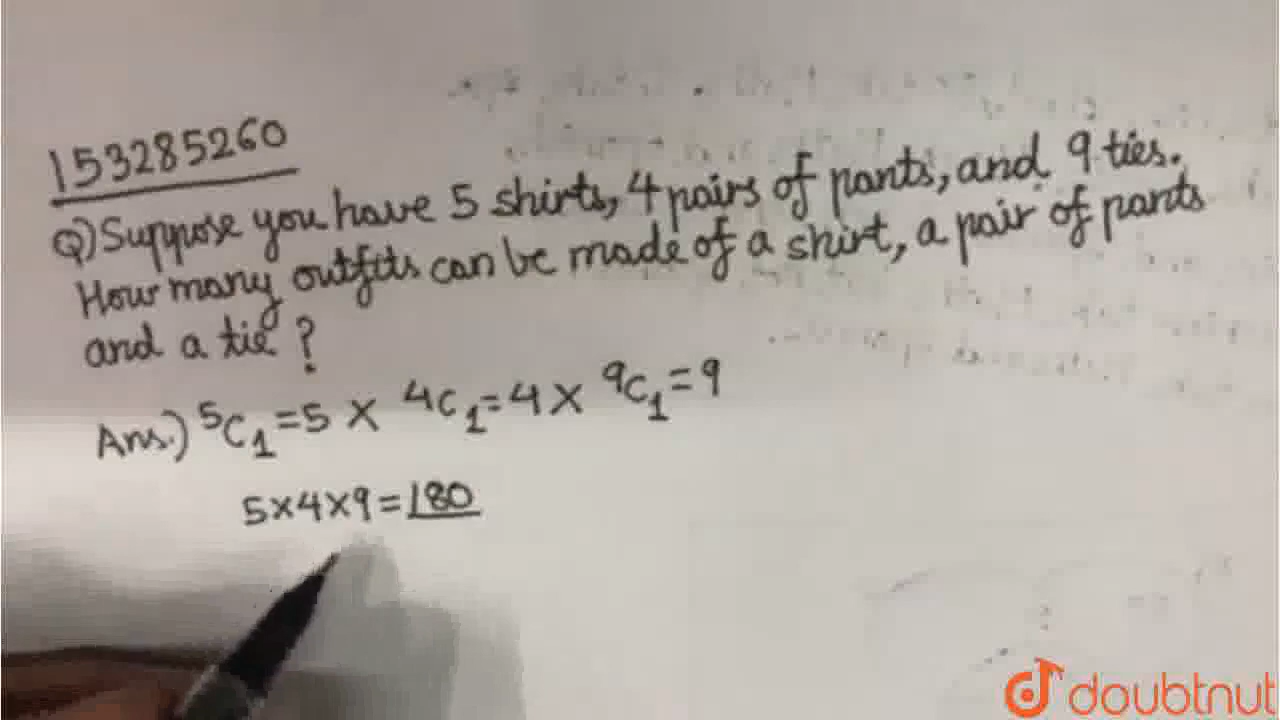 153285260
Q) Suppose you have 5 shirts, 4 pairs of pants, and 9 ties.
How many outfits can be made of a shirt, a pair of pants
and a tie ?
Ans.) ⁵C₁ = 5 × ⁴C₁ = 4 × ⁹C₁ = 9
5×4×9 = 180
doubtnut